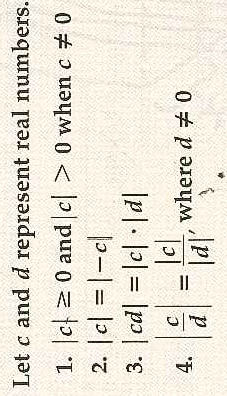 Let c and d represent real numbers.
1. |c| ≥ 0 and |c| > 0 when c ≠ 0
2. |c| = |−c|
3. |cd| = |c| · |d|
4. |c/d| = |c|/|d|, where d ≠ 0